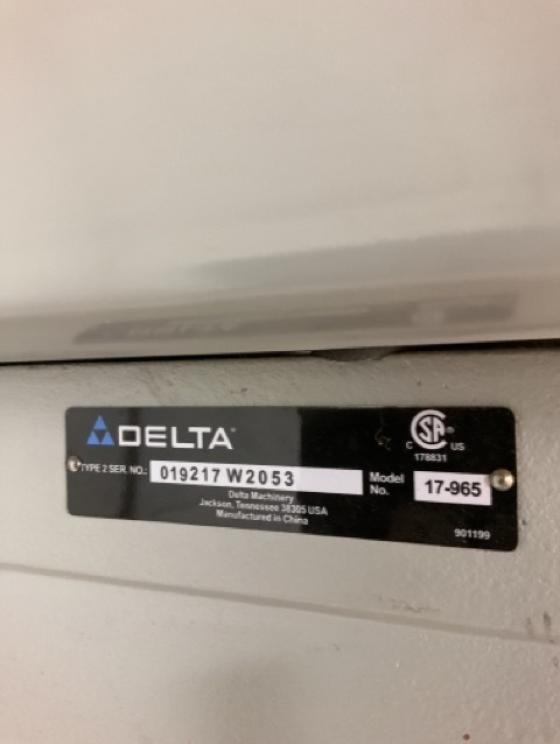 DELTA
TYPE 2 SER. NO.: 019217 W2053
Delta Machinery
Jackson, Tennessee 38305 USA
Manufactured in China
C SA ® US
178831
Model No. 17-965
901199